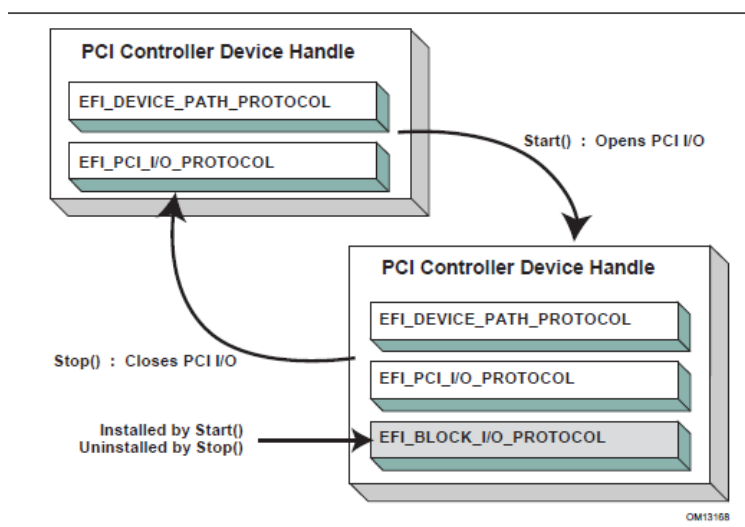 PCI Controller Device Handle
EFI_DEVICE_PATH_PROTOCOL
EFI_PCI_I/O_PROTOCOL
Start() : Opens PCI I/O
PCI Controller Device Handle
EFI_DEVICE_PATH_PROTOCOL
Stop() : Closes PCI I/O
EFI_PCI_I/O_PROTOCOL
Installed by Start()
Uninstalled by Stop()
EFI_BLOCK_I/O_PROTOCOL
OM13168